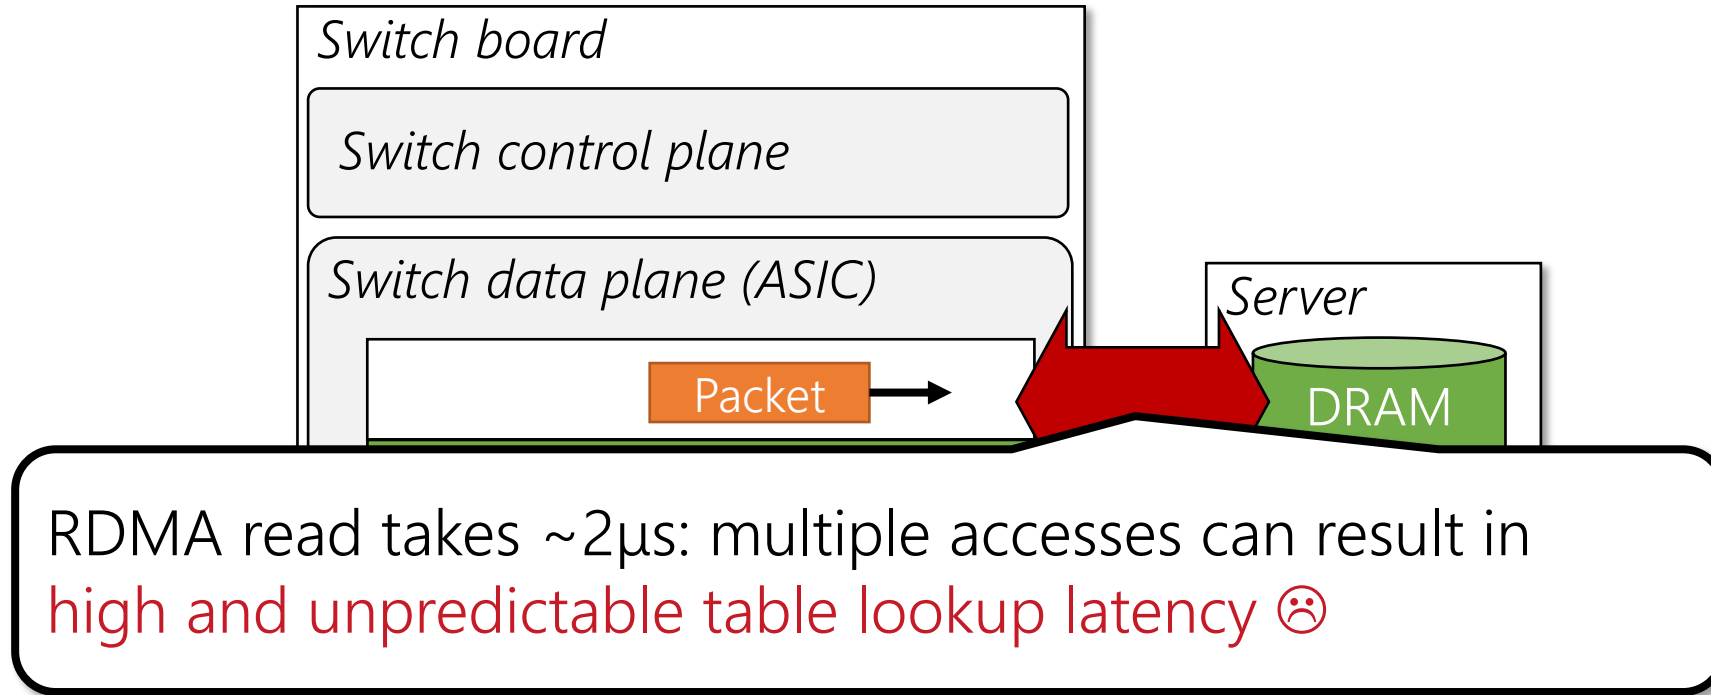 Switch board
Switch control plane
Switch data plane (ASIC)
Server
Packet
DRAM
RDMA read takes ~2µs: multiple accesses can result in
high and unpredictable table lookup latency ☹